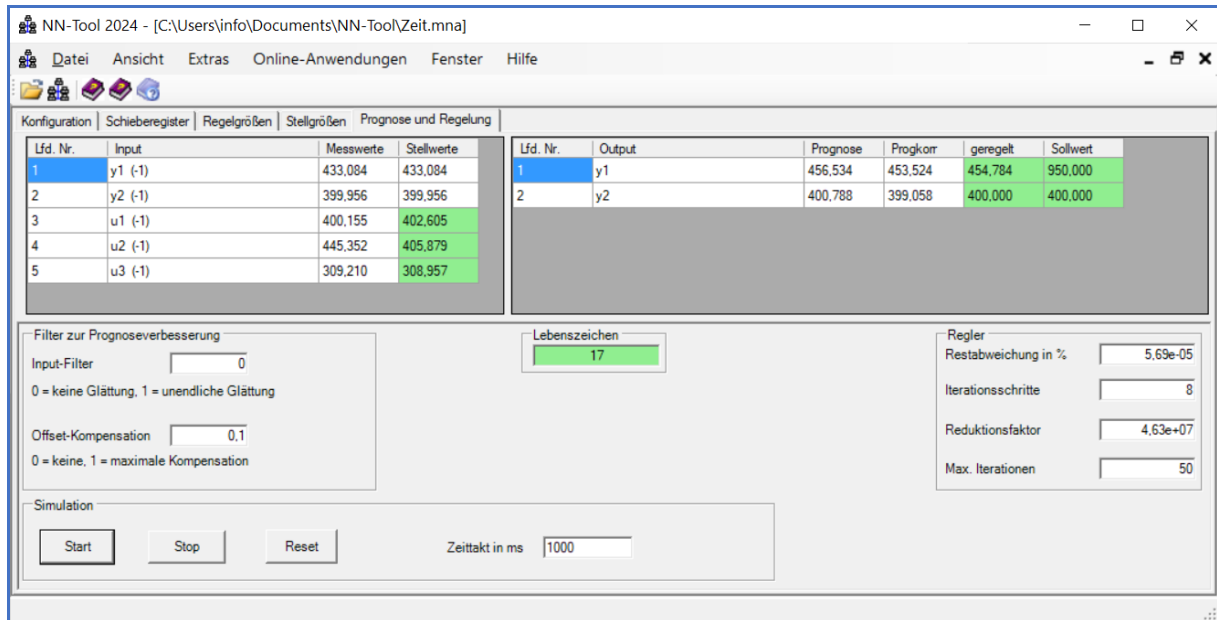 NN-Tool 2024 - [C:\Users\info\Documents\NN-Tool\Zeit.mna]
Datei Ansicht Extras Online-Anwendungen Fenster Hilfe
Konfiguration Schieberegister Regelgrößen Stellgrößen Prognose und Regelung
Lfd. Nr. Input Messwerte Stellwerte
1 y1 (-1) 433,084 433,084
2 y2 (-1) 399,956 399,956
3 u1 (-1) 400,155 402,605
4 u2 (-1) 445,352 405,879
5 u3 (-1) 309,210 308,957
Lfd. Nr. Output Prognose Progkorr geregelt Sollwert
1 y1 456,534 453,524 454,784 950,000
2 y2 400,788 399,058 400,000 400,000
Filter zur Prognoseverbesserung
Input-Filter 0
0 = keine Glättung, 1 = unendliche Glättung
Offset-Kompensation 0,1
0 = keine, 1 = maximale Kompensation
Lebenszeichen
17
Regler
Restabweichung in % 5,69e-05
Iterationsschritte 8
Reduktionsfaktor 4,63e+07
Max. Iterationen 50
Simulation
Start Stop Reset Zeittakt in ms 1000